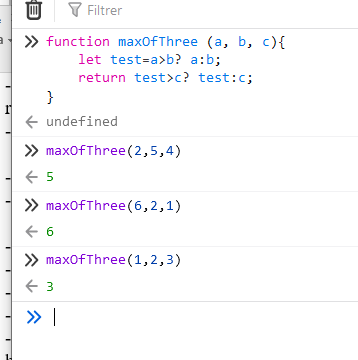 Filtrer
function maxOfThree (a, b, c){
let test=a>b? a:b;
return test>c? test:c;
}
undefined
maxOfThree(2,5,4)
5
maxOfThree(6,2,1)
6
maxOfThree(1,2,3)
3